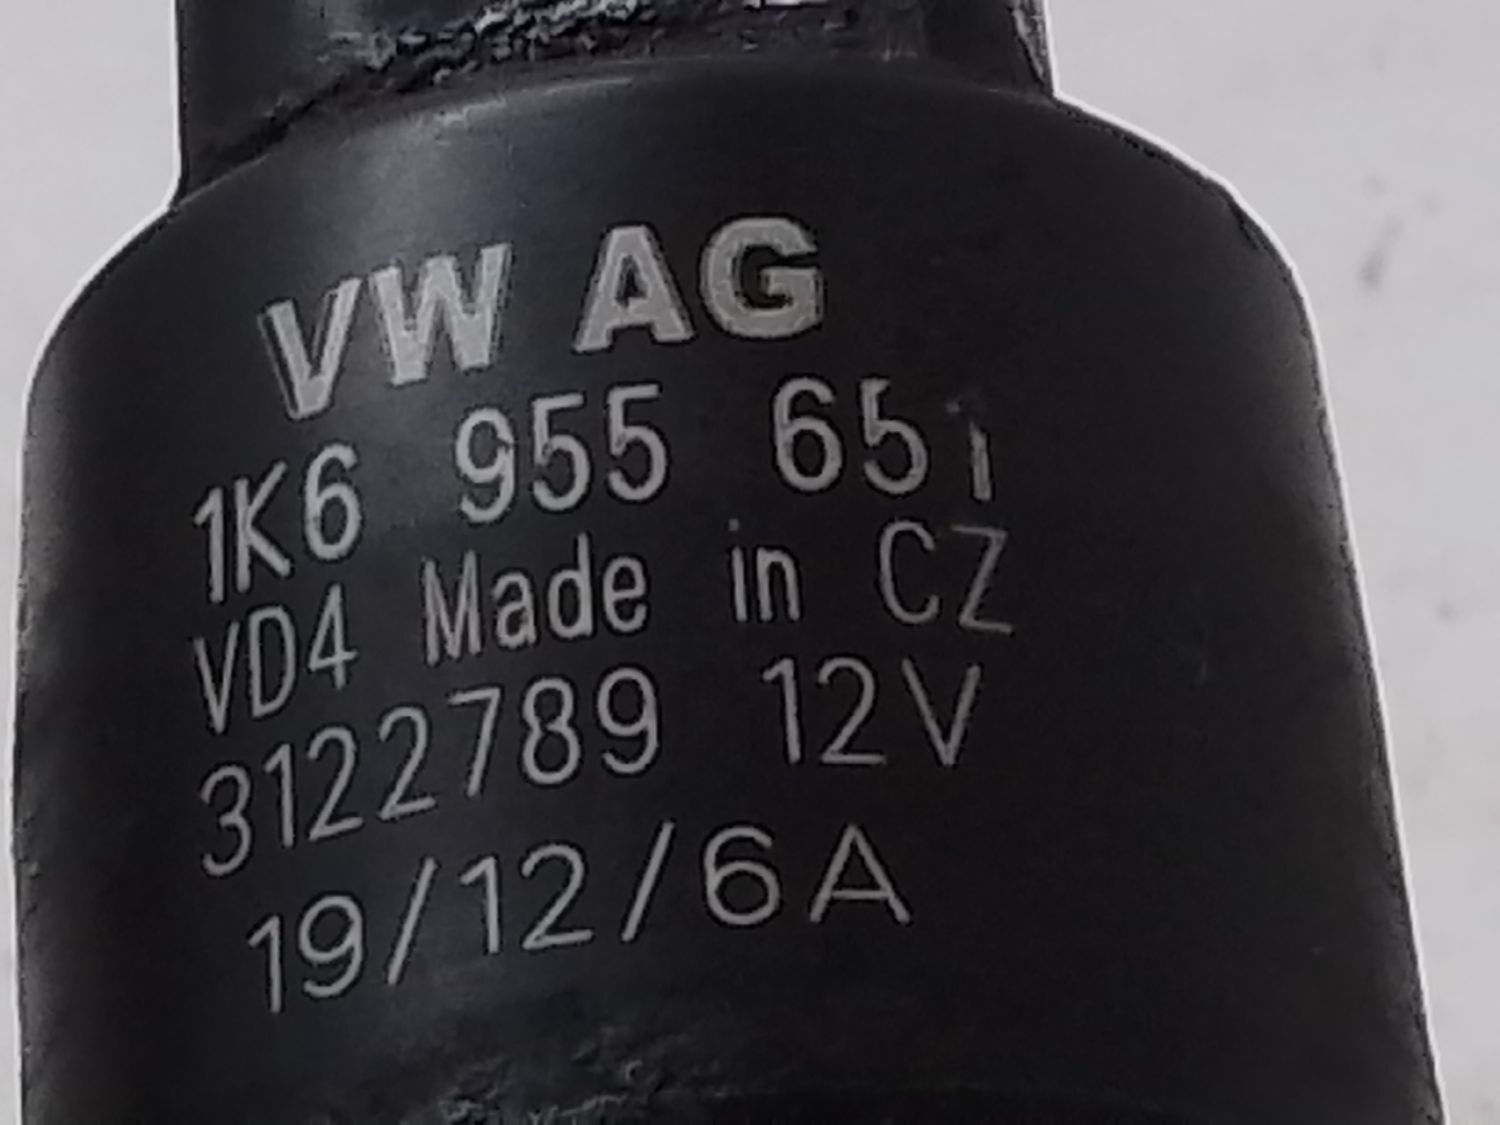 VW AG
1K6 955 651
VD4 Made in CZ
3122789 12V
19/12/6A